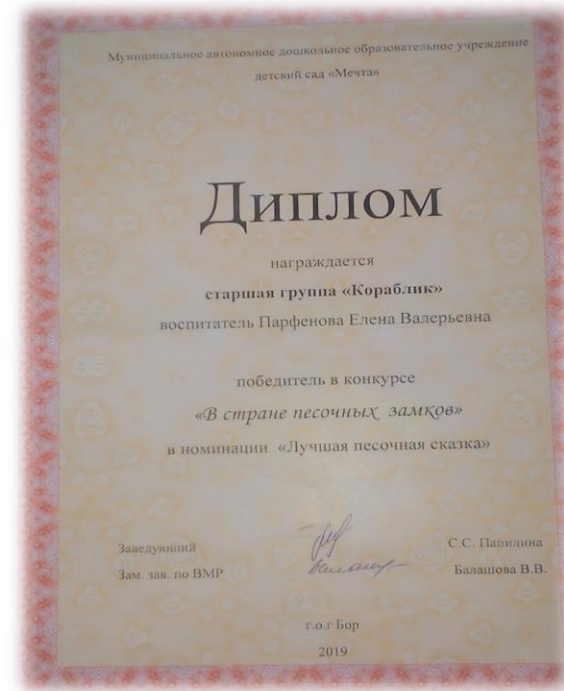 Муниципальное автономное дошкольное образовательное учреждение
детский сад «Мечта»
Диплом
награждается
старшая группа «Кораблик»
воспитатель Парфенова Елена Валерьевна
победитель в конкурсе
«В стране песочных замков»
в номинации «Лучшая песочная сказка»
Заведующий С.С. Папилина
Зам. зав. по ВМР Балашова В.В.
г.о.г Бор
2019